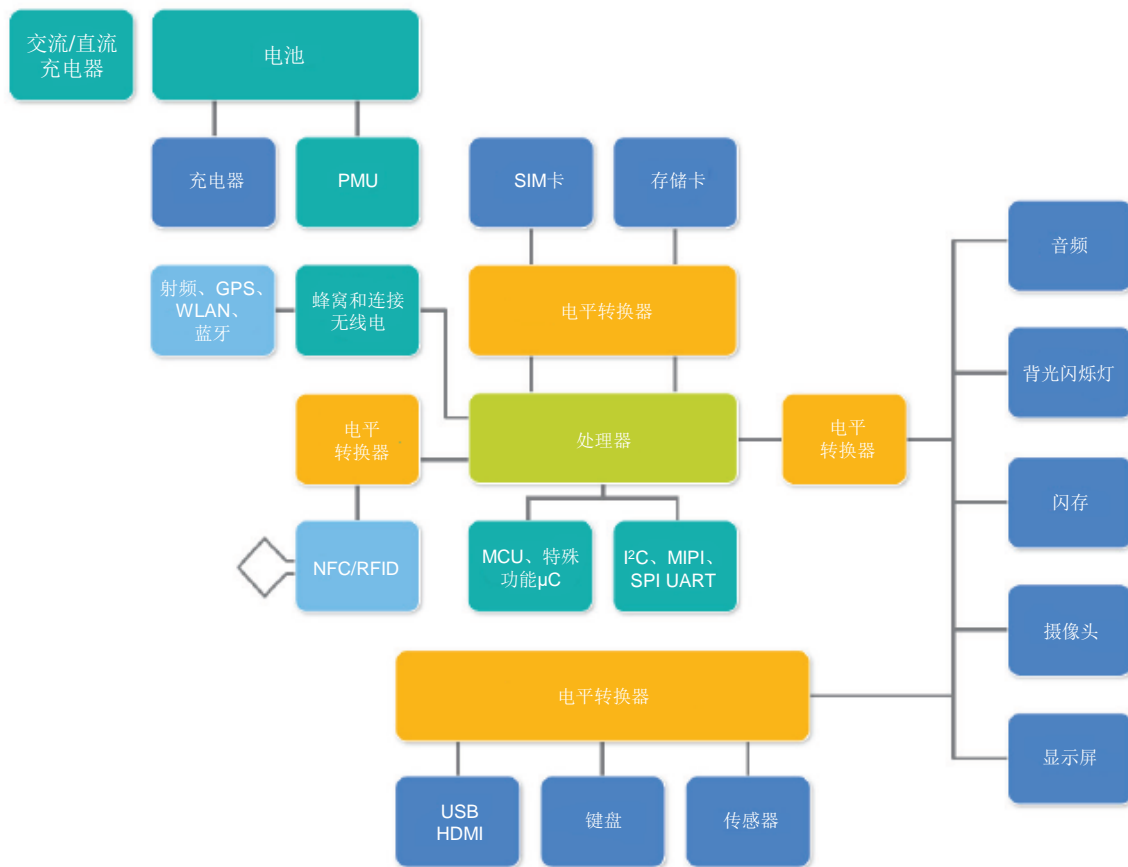 交流/直流
充电器
电池
充电器
PMU
SIM卡
存储卡
音频
射频、GPS、
WLAN、
蓝牙
蜂窝和连接
无线电
电平转换器
背光闪烁灯
电平
转换器
处理器
电平
转换器
闪存
NFC/RFID
MCU、特殊
功能µC
I²C、MIPI、
SPI UART
摄像头
电平转换器
显示屏
USB
HDMI
键盘
传感器